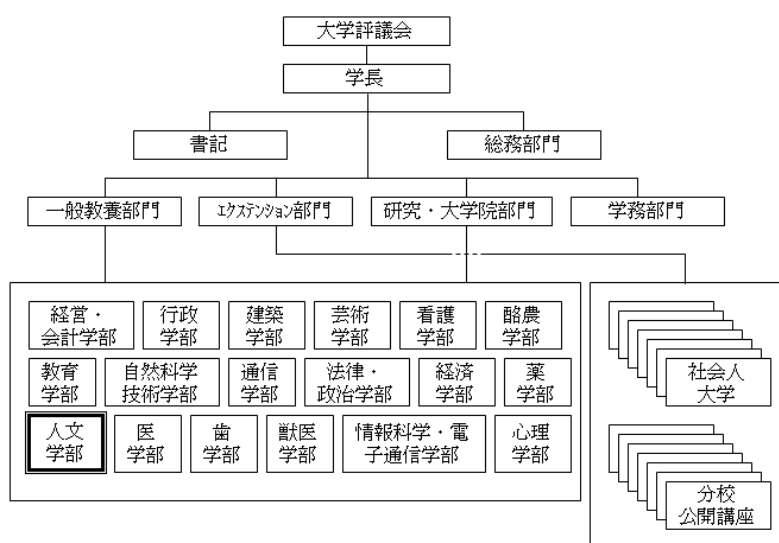 大学評議会
学長
書記
総務部門
一般教養部門
ｴｸｽﾃﾝｼｮﾝ部門
研究・大学院部門
学務部門
経営・
会計学部
行政
学部
建築
学部
芸術
学部
看護
学部
酪農
学部
教育
学部
自然科学
技術学部
通信
学部
法律・
政治学部
経済
学部
薬
学部
人文
学部
医
学部
歯
学部
獣医
学部
情報科学・電
子通信学部
心理
学部
社会人
大学
分校
公開講座